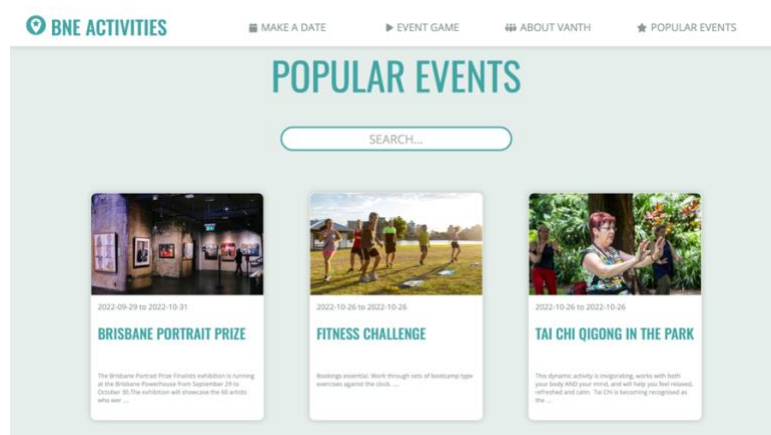 BNE ACTIVITIES
MAKE A DATE
EVENT GAME
ABOUT VANTH
POPULAR EVENTS
POPULAR EVENTS
SEARCH...
2022-09-29 to 2022-10-31
BRISBANE PORTRAIT PRIZE
The Brisbane Portrait Prize Finalists exhibition is running
at the Brisbane Powerhouse from September 29 to
October 30.The exhibition will showcase the 60 artists
who wer ...
2022-10-26 to 2022-10-26
FITNESS CHALLENGE
Bookings essential. Work through sets of bootcamp type
exercises against the clock. ...
2022-10-26 to 2022-10-26
TAI CHI QIGONG IN THE PARK
This dynamic activity is invigorating, works with both
your body AND your mind, and will help you feel relaxed,
refreshed and calm. Tai Chi is becoming recognised as
the ...